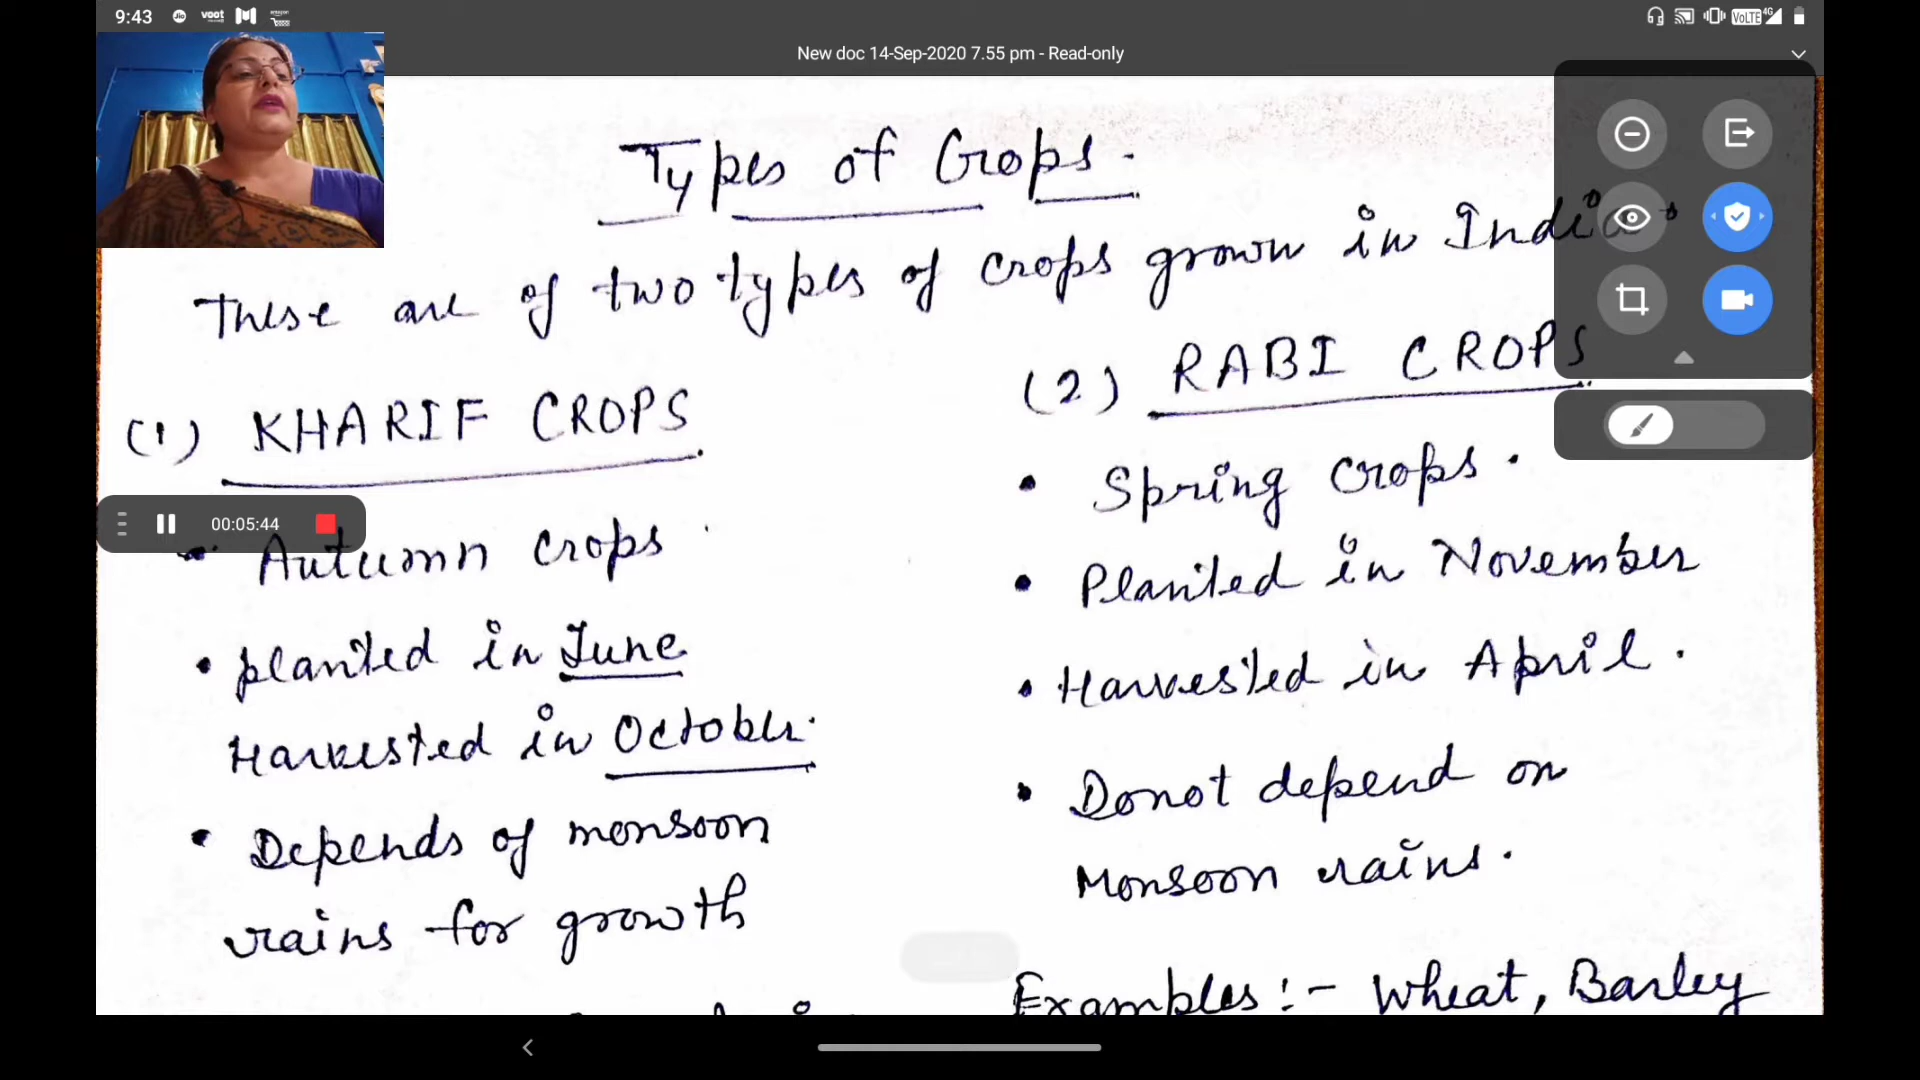 9:43
voot
VoLTE 4G
New doc 14-Sep-2020 7.55 pm - Read-only
Types of Crops.
These are of two types of crops grown in India
(1) KHARIF CROPS
00:05:44
Autumn crops
• planted in June
Harvested in October.
• Depends of monsoon
rains for growth
(2) RABI CROPS
• Spring Crops.
• Planted in November
• Harvested in April.
• Donot depend on
Monsoon rains.
Examples :- Wheat, Barley